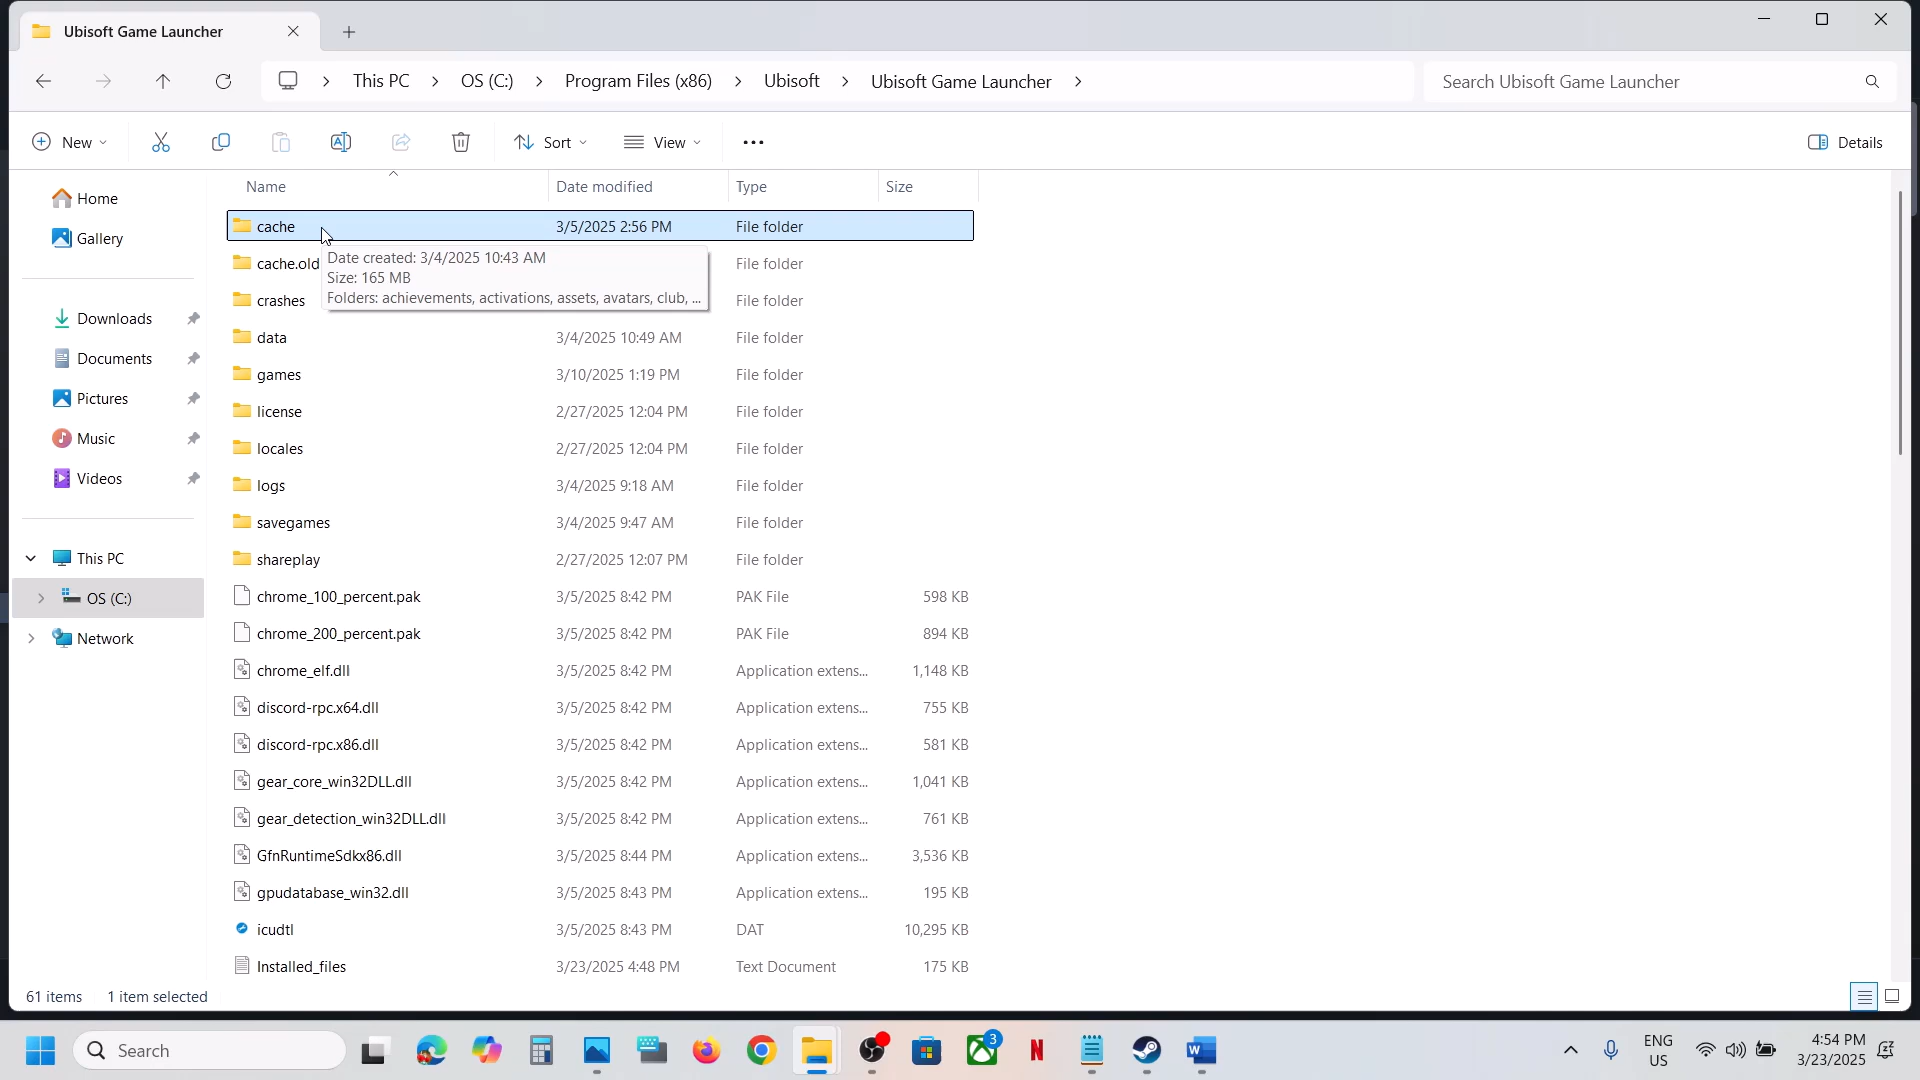 Ubisoft Game Launcher
This PC > OS (C:) > Program Files (x86) > Ubisoft > Ubisoft Game Launcher >
Search Ubisoft Game Launcher
New
Sort
View
Details
Name Date modified Type Size
Home
Gallery
Downloads
Documents
Pictures
Music
Videos
This PC
OS (C:)
Network
cache 3/5/2025 2:56 PM File folder
Date created: 3/4/2025 10:43 AM
Size: 165 MB
Folders: achievements, activations, assets, avatars, club, ...
cache.old File folder
crashes File folder
data 3/4/2025 10:49 AM File folder
games 3/10/2025 1:19 PM File folder
license 2/27/2025 12:04 PM File folder
locales 2/27/2025 12:04 PM File folder
logs 3/4/2025 9:18 AM File folder
savegames 3/4/2025 9:47 AM File folder
shareplay 2/27/2025 12:07 PM File folder
chrome_100_percent.pak 3/5/2025 8:42 PM PAK File 598 KB
chrome_200_percent.pak 3/5/2025 8:42 PM PAK File 894 KB
chrome_elf.dll 3/5/2025 8:42 PM Application extens... 1,148 KB
discord-rpc.x64.dll 3/5/2025 8:42 PM Application extens... 755 KB
discord-rpc.x86.dll 3/5/2025 8:42 PM Application extens... 581 KB
gear_core_win32DLL.dll 3/5/2025 8:42 PM Application extens... 1,041 KB
gear_detection_win32DLL.dll 3/5/2025 8:42 PM Application extens... 761 KB
GfnRuntimeSdkx86.dll 3/5/2025 8:44 PM Application extens... 3,536 KB
gpudatabase_win32.dll 3/5/2025 8:43 PM Application extens... 195 KB
icudtl 3/5/2025 8:43 PM DAT 10,295 KB
Installed_files 3/23/2025 4:48 PM Text Document 175 KB
61 items 1 item selected
Search
3
N
W
ENG
US
4:54 PM
3/23/2025